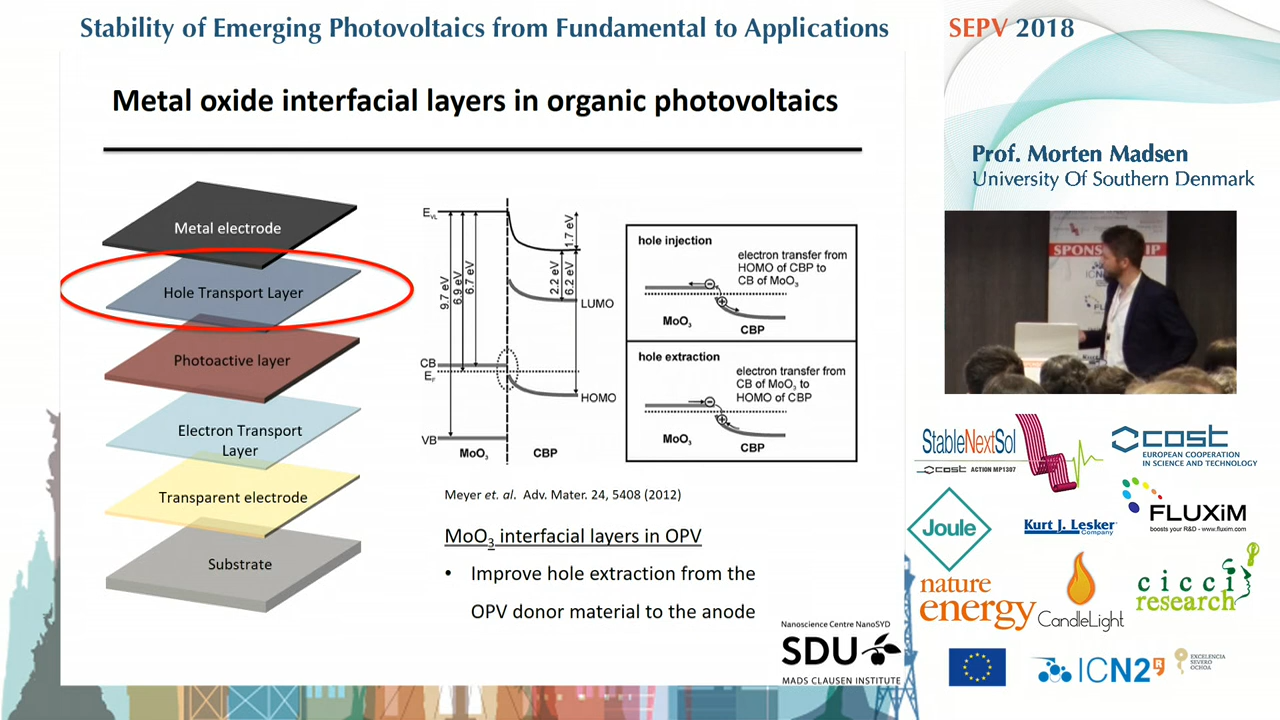 Stability of Emerging Photovoltaics from Fundamental to Applications
SEPV 2018
Metal oxide interfacial layers in organic photovoltaics
Metal electrode
Hole Transport Layer
Photoactive layer
Electron Transport
Layer
Transparent electrode
Substrate
E_VL
9.7 eV
6.9 eV
6.7 eV
1.7 eV
2.2 eV
6.2 eV
LUMO
CB
E_F
HOMO
VB
MoO₃
CBP
hole injection
electron transfer from
HOMO of CBP to
CB of MoO₃
MoO₃
CBP
hole extraction
electron transfer from
CB of MoO₃ to
HOMO of CBP
MoO₃
CBP
Meyer et. al. Adv. Mater. 24, 5408 (2012)
MoO₃ interfacial layers in OPV
• Improve hole extraction from the
OPV donor material to the anode
Nanoscience Centre NanoSYD
SDU
MADS CLAUSEN INSTITUTE
Prof. Morten Madsen
University Of Southern Denmark
SPONSORSHIP
StableNextSol
cost ACTION MP1307
cost
EUROPEAN COOPERATION
IN SCIENCE AND TECHNOLOGY
Joule
Kurt J. Lesker
Company
FLUXiM
boosts your R&D - www.fluxim.com
nature
energy
CandleLight
cicci
research
ICN2
EXCELENCIA
SEVERO
OCHOA